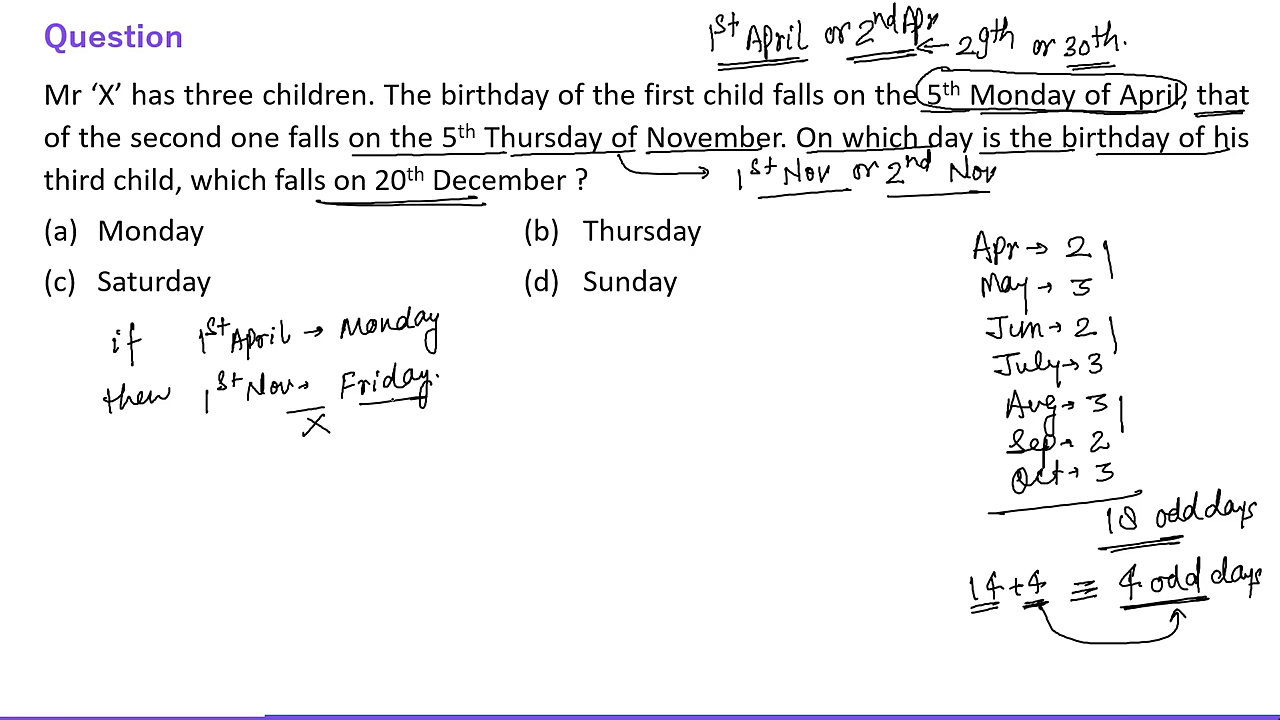 Question
1st April or 2nd Apr ← 29th or 30th.
Mr ‘X’ has three children. The birthday of the first child falls on the 5th Monday of April, that
of the second one falls on the 5th Thursday of November. On which day is the birthday of his
1st Nov or 2nd Nov
third child, which falls on 20th December ?
(a) Monday
(b) Thursday
(c) Saturday
(d) Sunday
if 1st April → Monday
then 1st Nov → Friday.
X
Apr → 2
May → 3
Jun → 2
July → 3
Aug → 3
Sep → 2
Oct → 3
18 odd days
14+4 ≡ 4 odd days